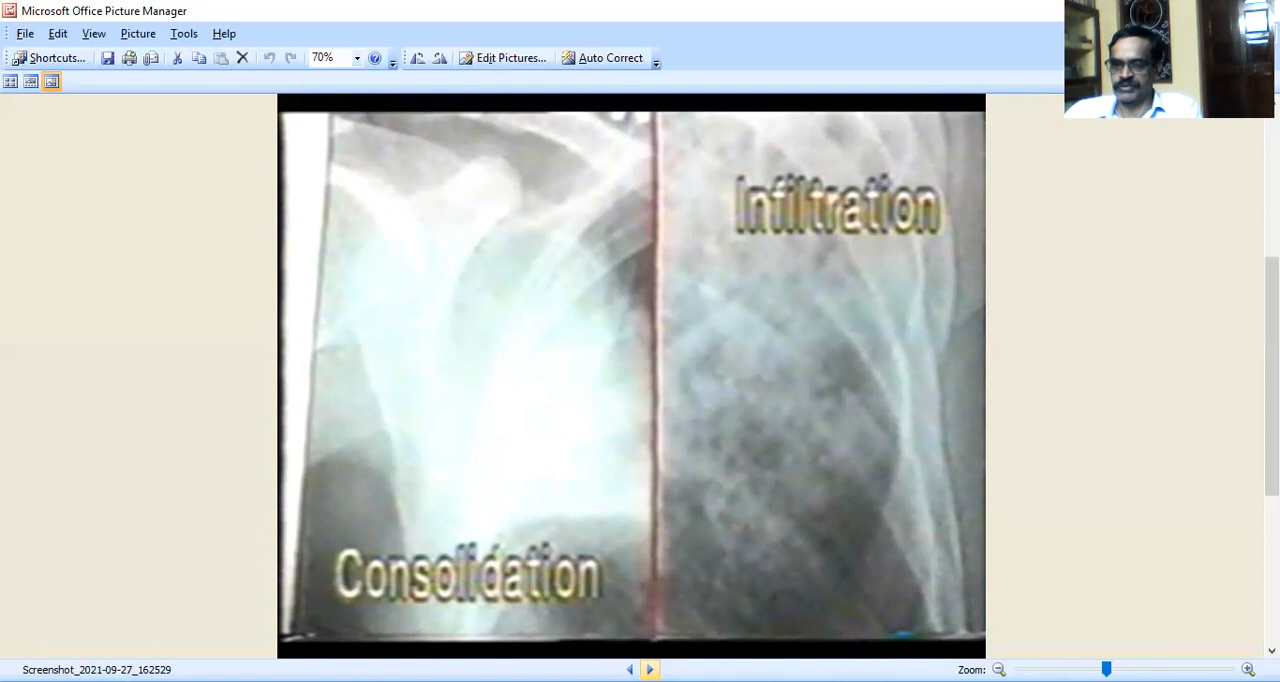 Microsoft Office Picture Manager
File Edit View Picture Tools Help
Shortcuts... 70% Edit Pictures... Auto Correct
Infiltration
Consolidation
Screenshot_2021-09-27_162529 Zoom: